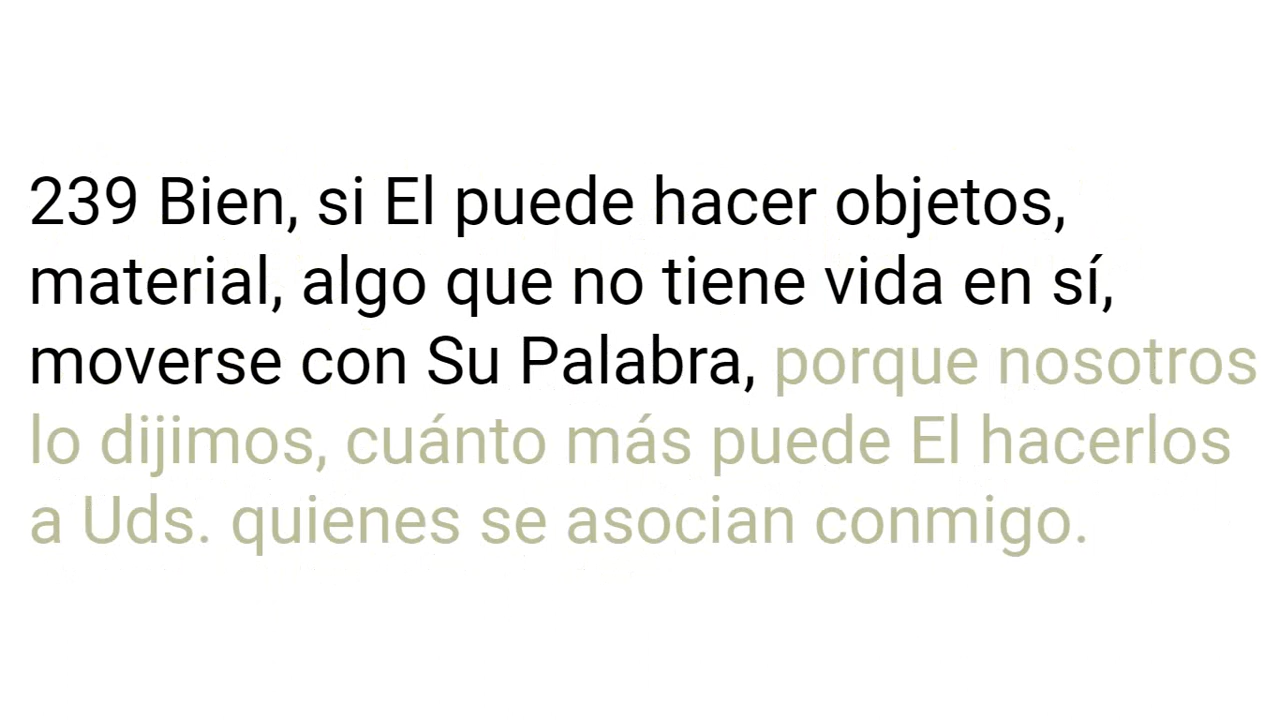 239 Bien, si El puede hacer objetos,
material, algo que no tiene vida en sí,
moverse con Su Palabra, porque nosotros
lo dijimos, cuánto más puede El hacerlos
a Uds. quienes se asocian conmigo.